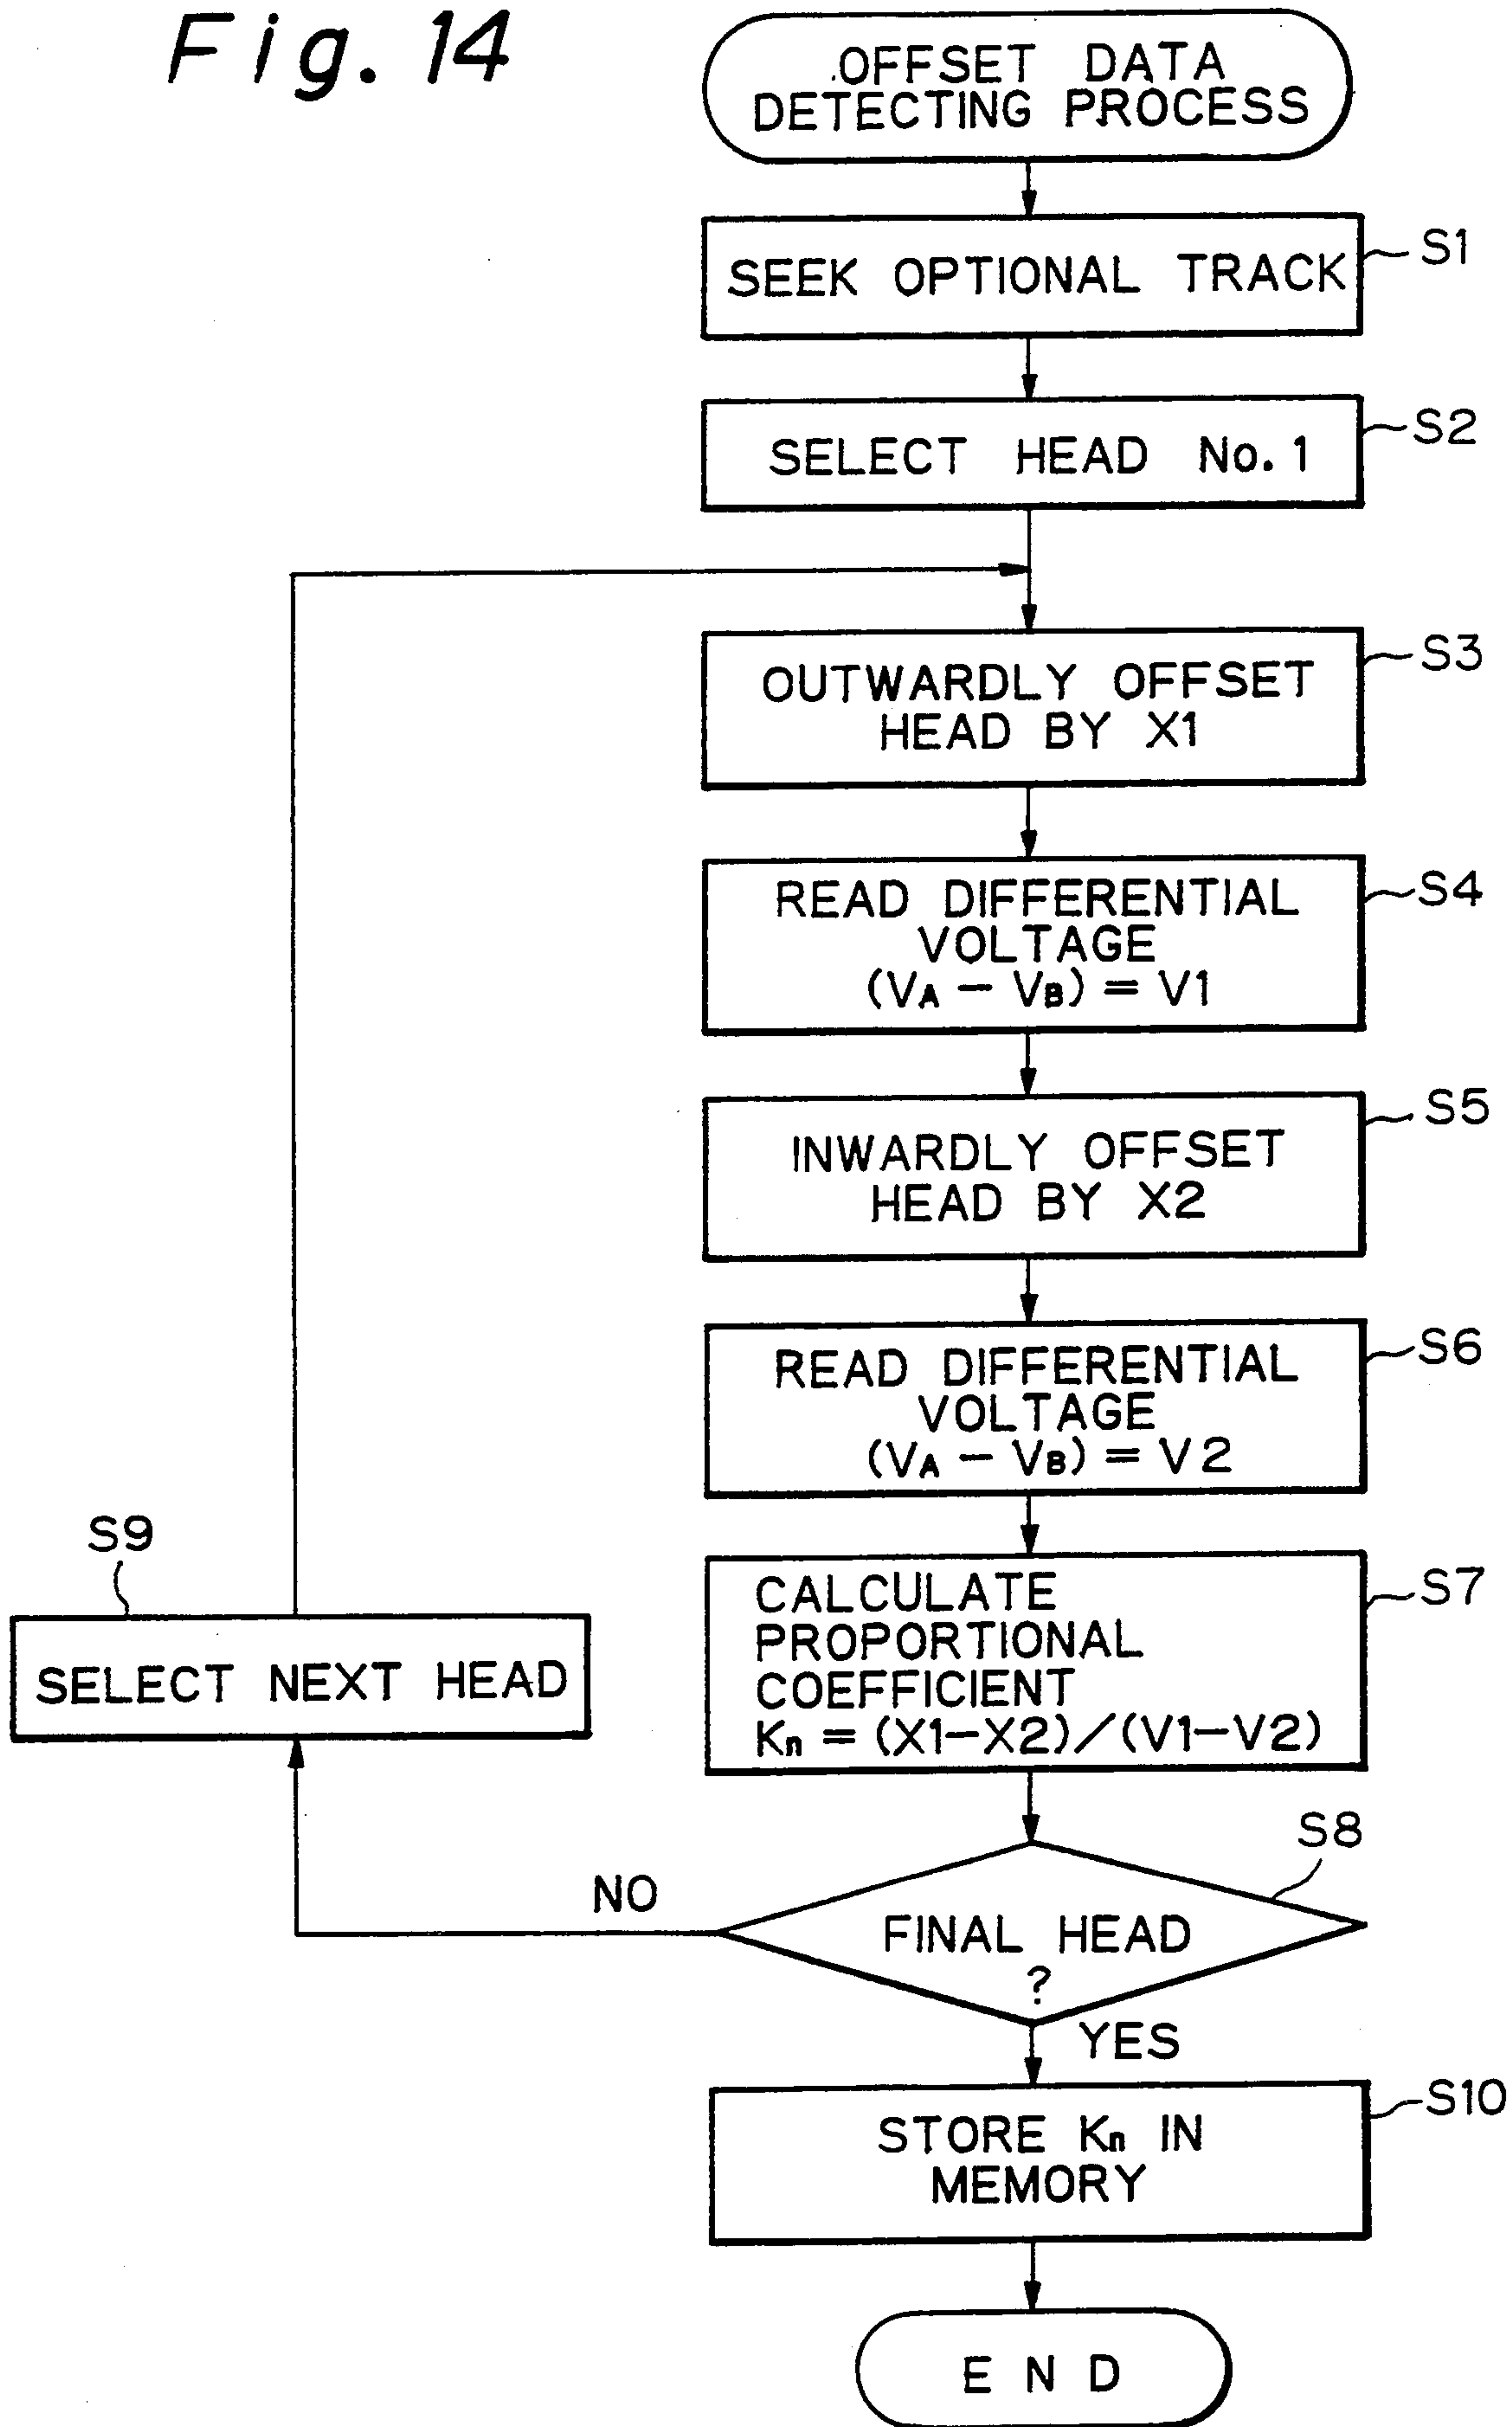 Fig. 14
OFFSET DATA
DETECTING PROCESS
SEEK OPTIONAL TRACK
S1
SELECT HEAD No. 1
S2
OUTWARDLY OFFSET
HEAD BY X1
S3
READ DIFFERENTIAL
VOLTAGE
(VA − VB) = V1
S4
INWARDLY OFFSET
HEAD BY X2
S5
READ DIFFERENTIAL
VOLTAGE
(VA − VB) = V2
S6
CALCULATE
PROPORTIONAL
COEFFICIENT
Kn = (X1−X2)/(V1−V2)
S7
S9
SELECT NEXT HEAD
S8
NO
FINAL HEAD
?
YES
STORE Kn IN
MEMORY
S10
END